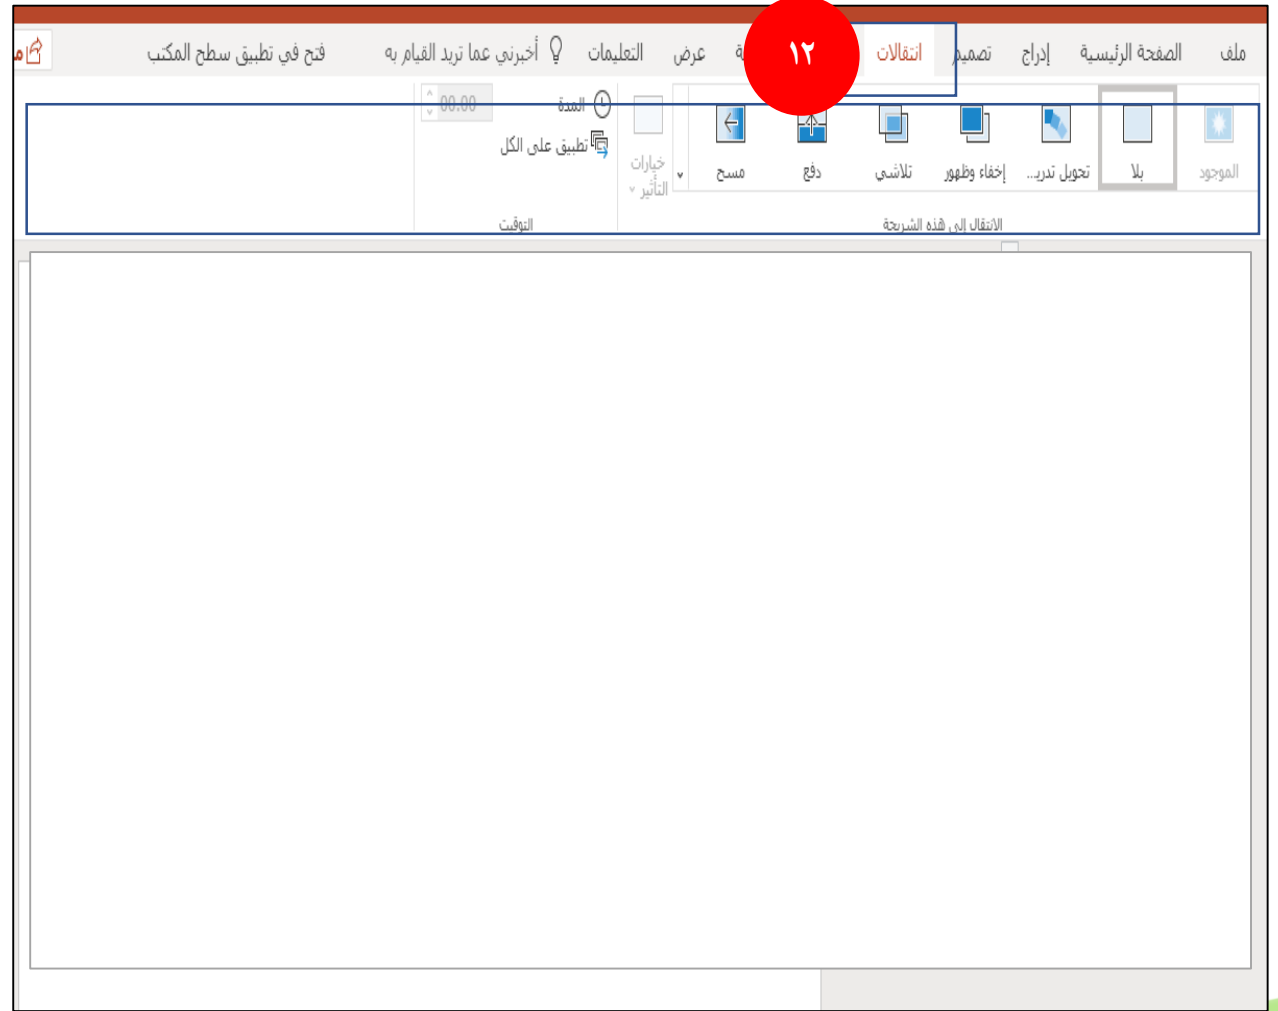 ملف الصفحة الرئيسية إدراج تصميم انتقالات ١٢ عرض التعليمات أخبرني عما تريد القيام به فتح في تطبيق سطح المكتب
الموجود بلا تحويل تدريـ... إخفاء وظهور تلاشي دفع مسح
خيارات التأثير
المدة 00.00
تطبيق على الكل
الانتقال إلى هذه الشريحة التوقيت